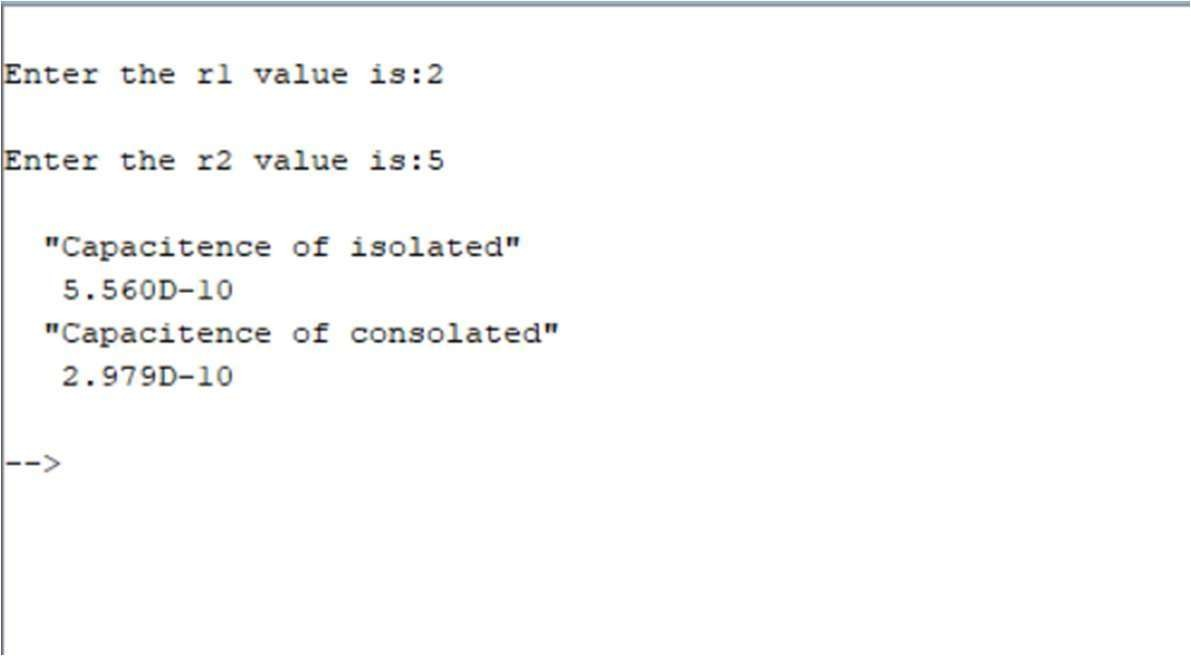 Enter the r1 value is:2
Enter the r2 value is:5
"Capacitence of isolated"
5.560D-10
"Capacitence of consolated"
2.979D-10
-->